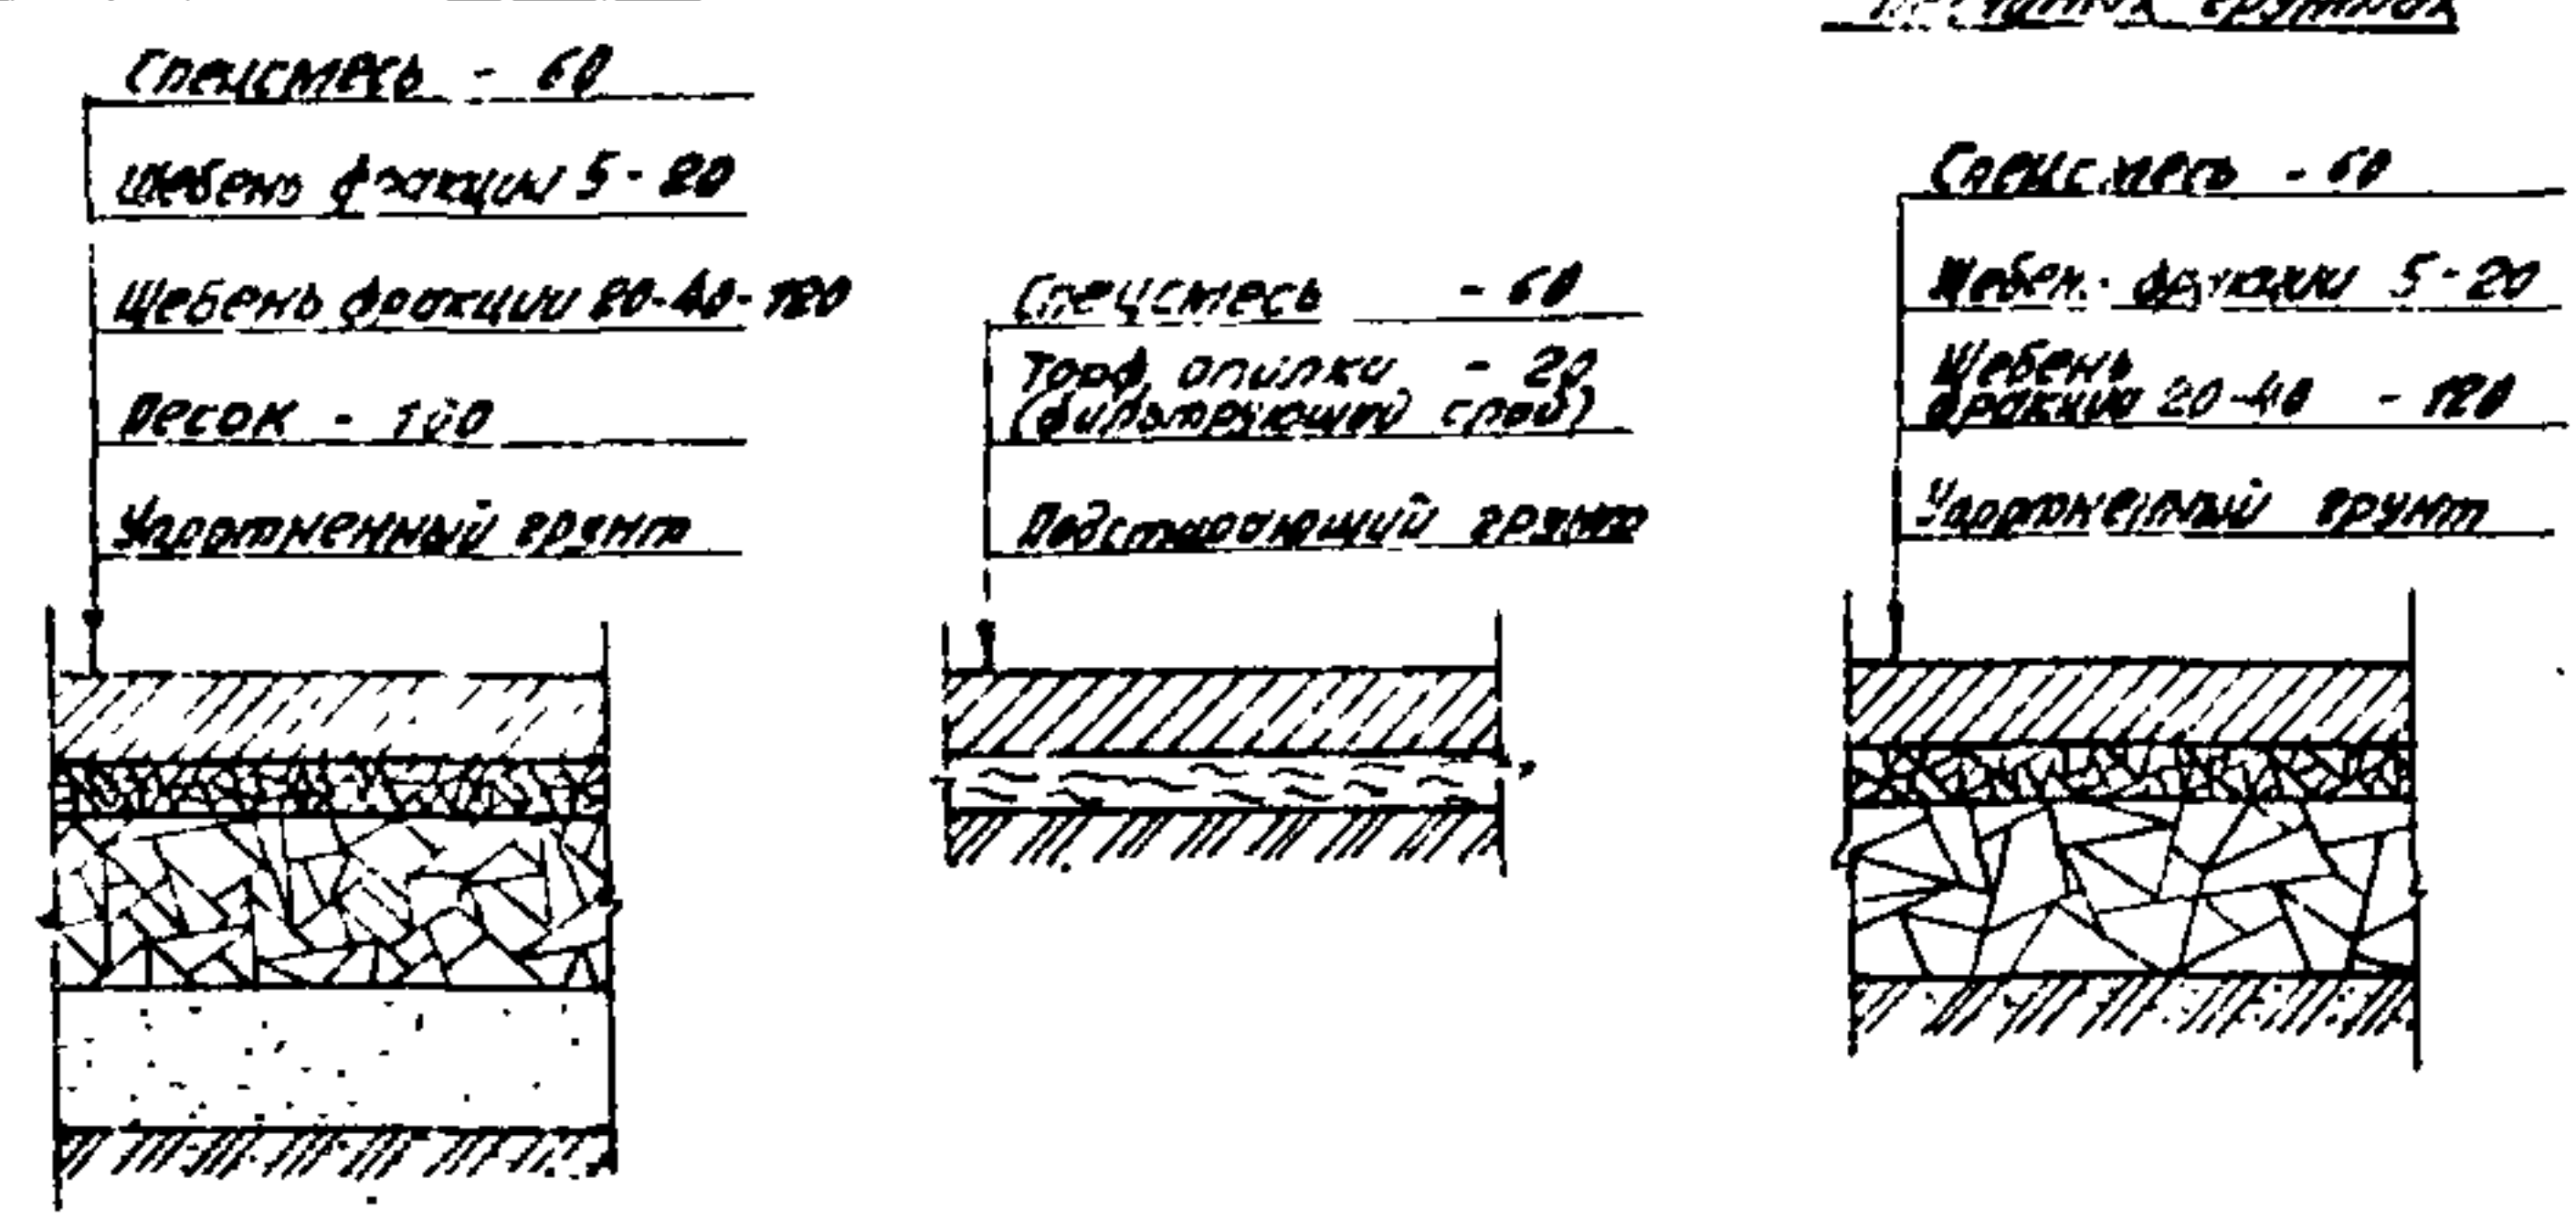 грунтах
Спецсмесь - 60
Щебень фракции 5-20
Щебень фракции 20-40-120
Песок - 100
Уплотненный грунт
Спецсмесь - 60
Торф, опилки - 20
(фильтрующий слой)
Подстилающий грунт
Спецсмесь - 60
Щебень фракции 5-20
Щебень
фракции 20-40 - 120
Уплотненный грунт